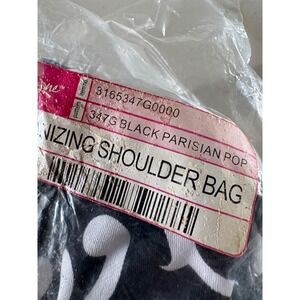 3165347G0000
347G BLACK PARISIAN POP
NIZING SHOULDER BAG